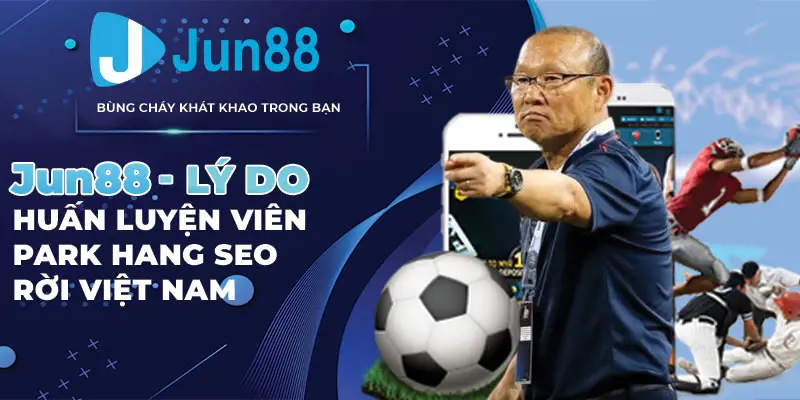 Jun88
BÙNG CHÁY KHÁT KHAO TRONG BẠN
Jun88 - LÝ DO
HUẤN LUYỆN VIÊN
PARK HANG SEO
RỜI VIỆT NAM
1